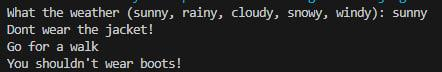 What the weather (sunny, rainy, cloudy, snowy, windy): sunny
Dont wear the jacket!
Go for a walk
You shouldn't wear boots!